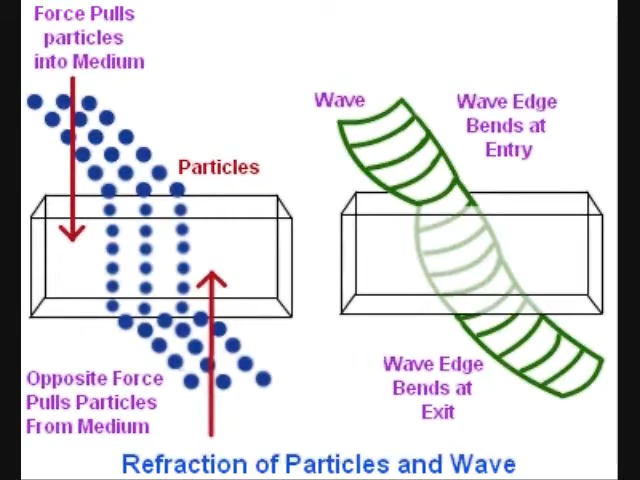 Force Pulls
particles
into Medium
Particles
Opposite Force
Pulls Particles
From Medium
Wave
Wave Edge
Bends at
Entry
Wave Edge
Bends at
Exit
Refraction of Particles and Wave